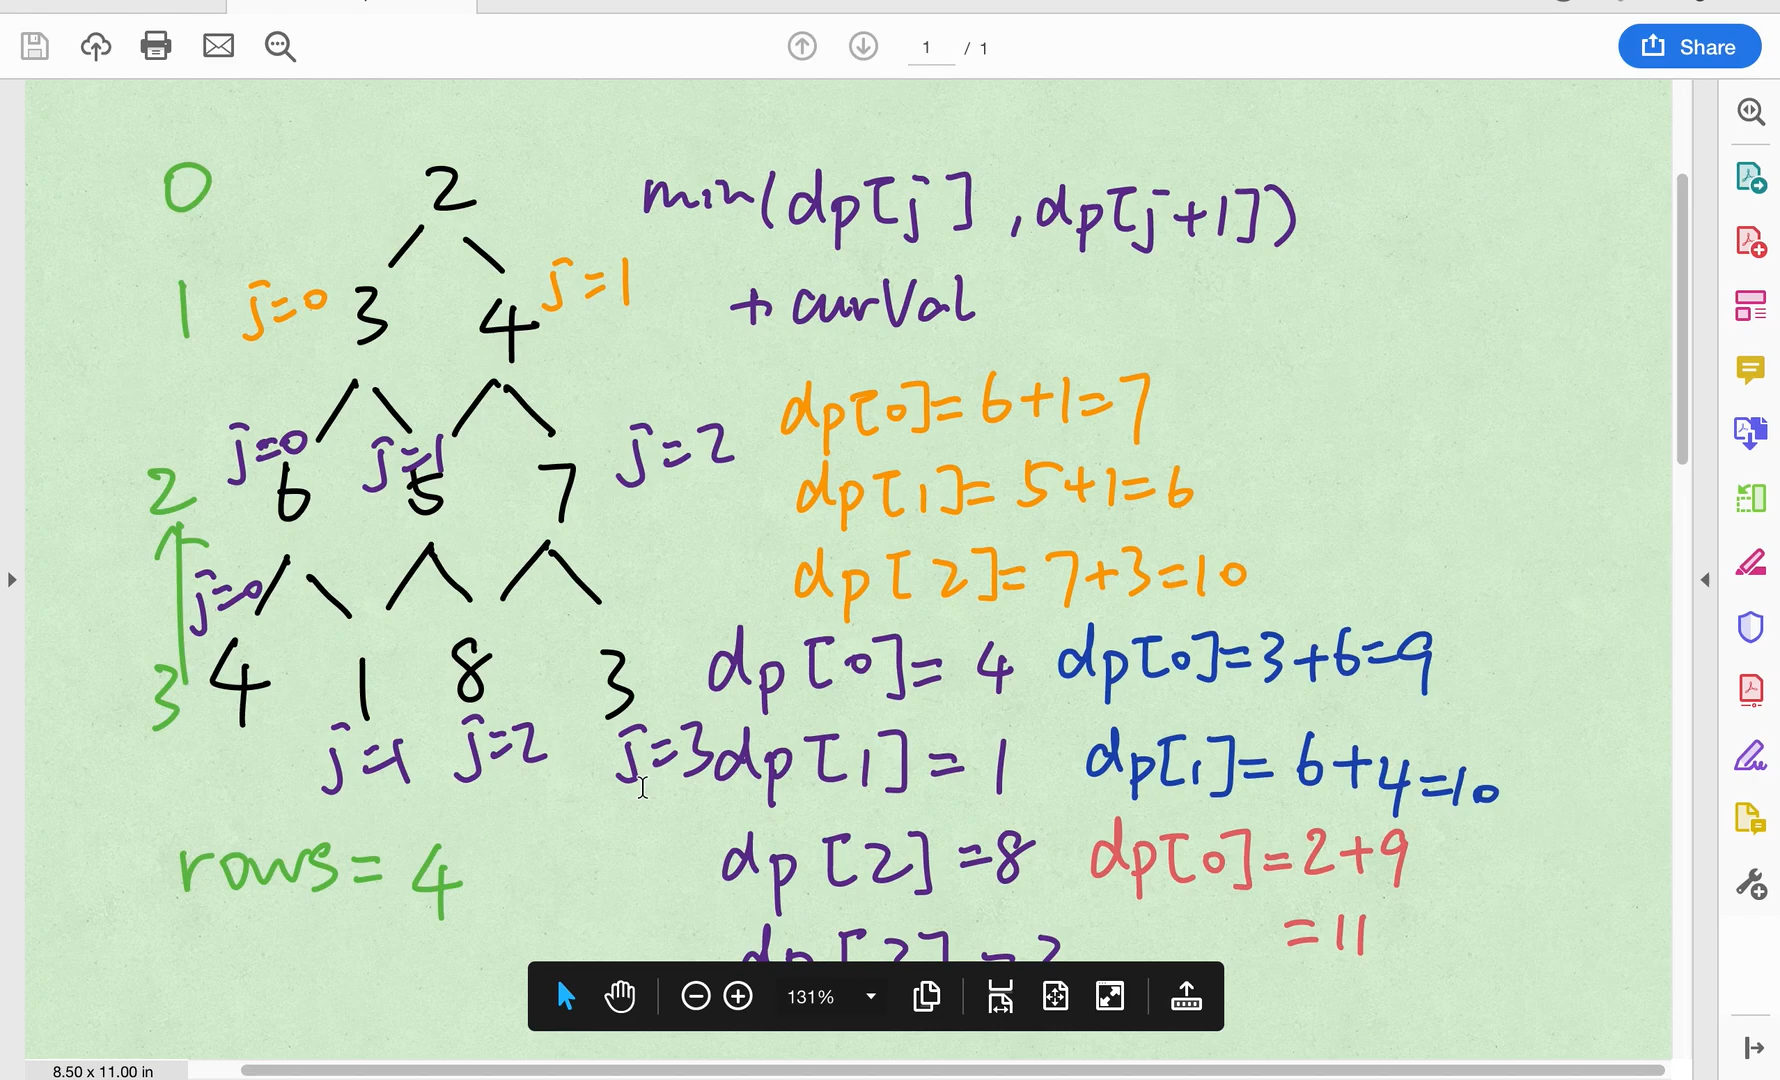 1 / 1
Share
0 2 min(dp[j], dp[j+1])
1 j=0 3 4 j=1 + curVal
dp[0]=6+1=7
j=0 j=1 j=2
2 6 5 7 dp[1]=5+1=6
j=0 dp[2]=7+3=10
3 4 1 8 3 dp[0]=4 dp[0]=3+6=9
j=1 j=2 j=3 dp[1]=1 dp[1]=6+4=10
rows=4 dp[2]=8 dp[0]=2+9
=11
131%
8.50 x 11.00 in